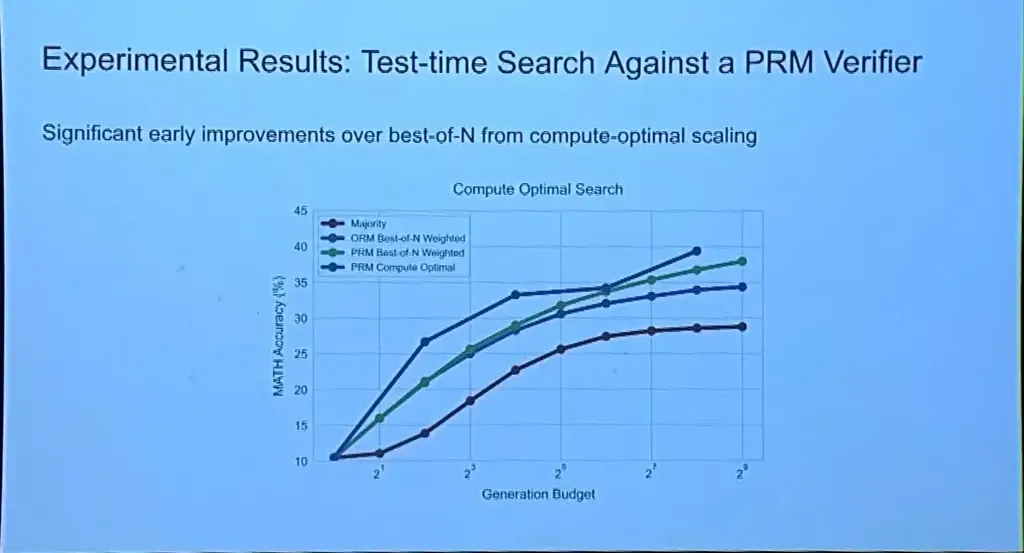 Experimental Results: Test-time Search Against a PRM Verifier
Significant early improvements over best-of-N from compute-optimal scaling
Compute Optimal Search
45
40
35
30
25
20
15
10
MATH Accuracy (%)
Majority
ORM Best-of-N Weighted
PRM Best-of-N Weighted
PRM Compute Optimal
2¹
2³
2⁵
2⁷
2⁹
Generation Budget